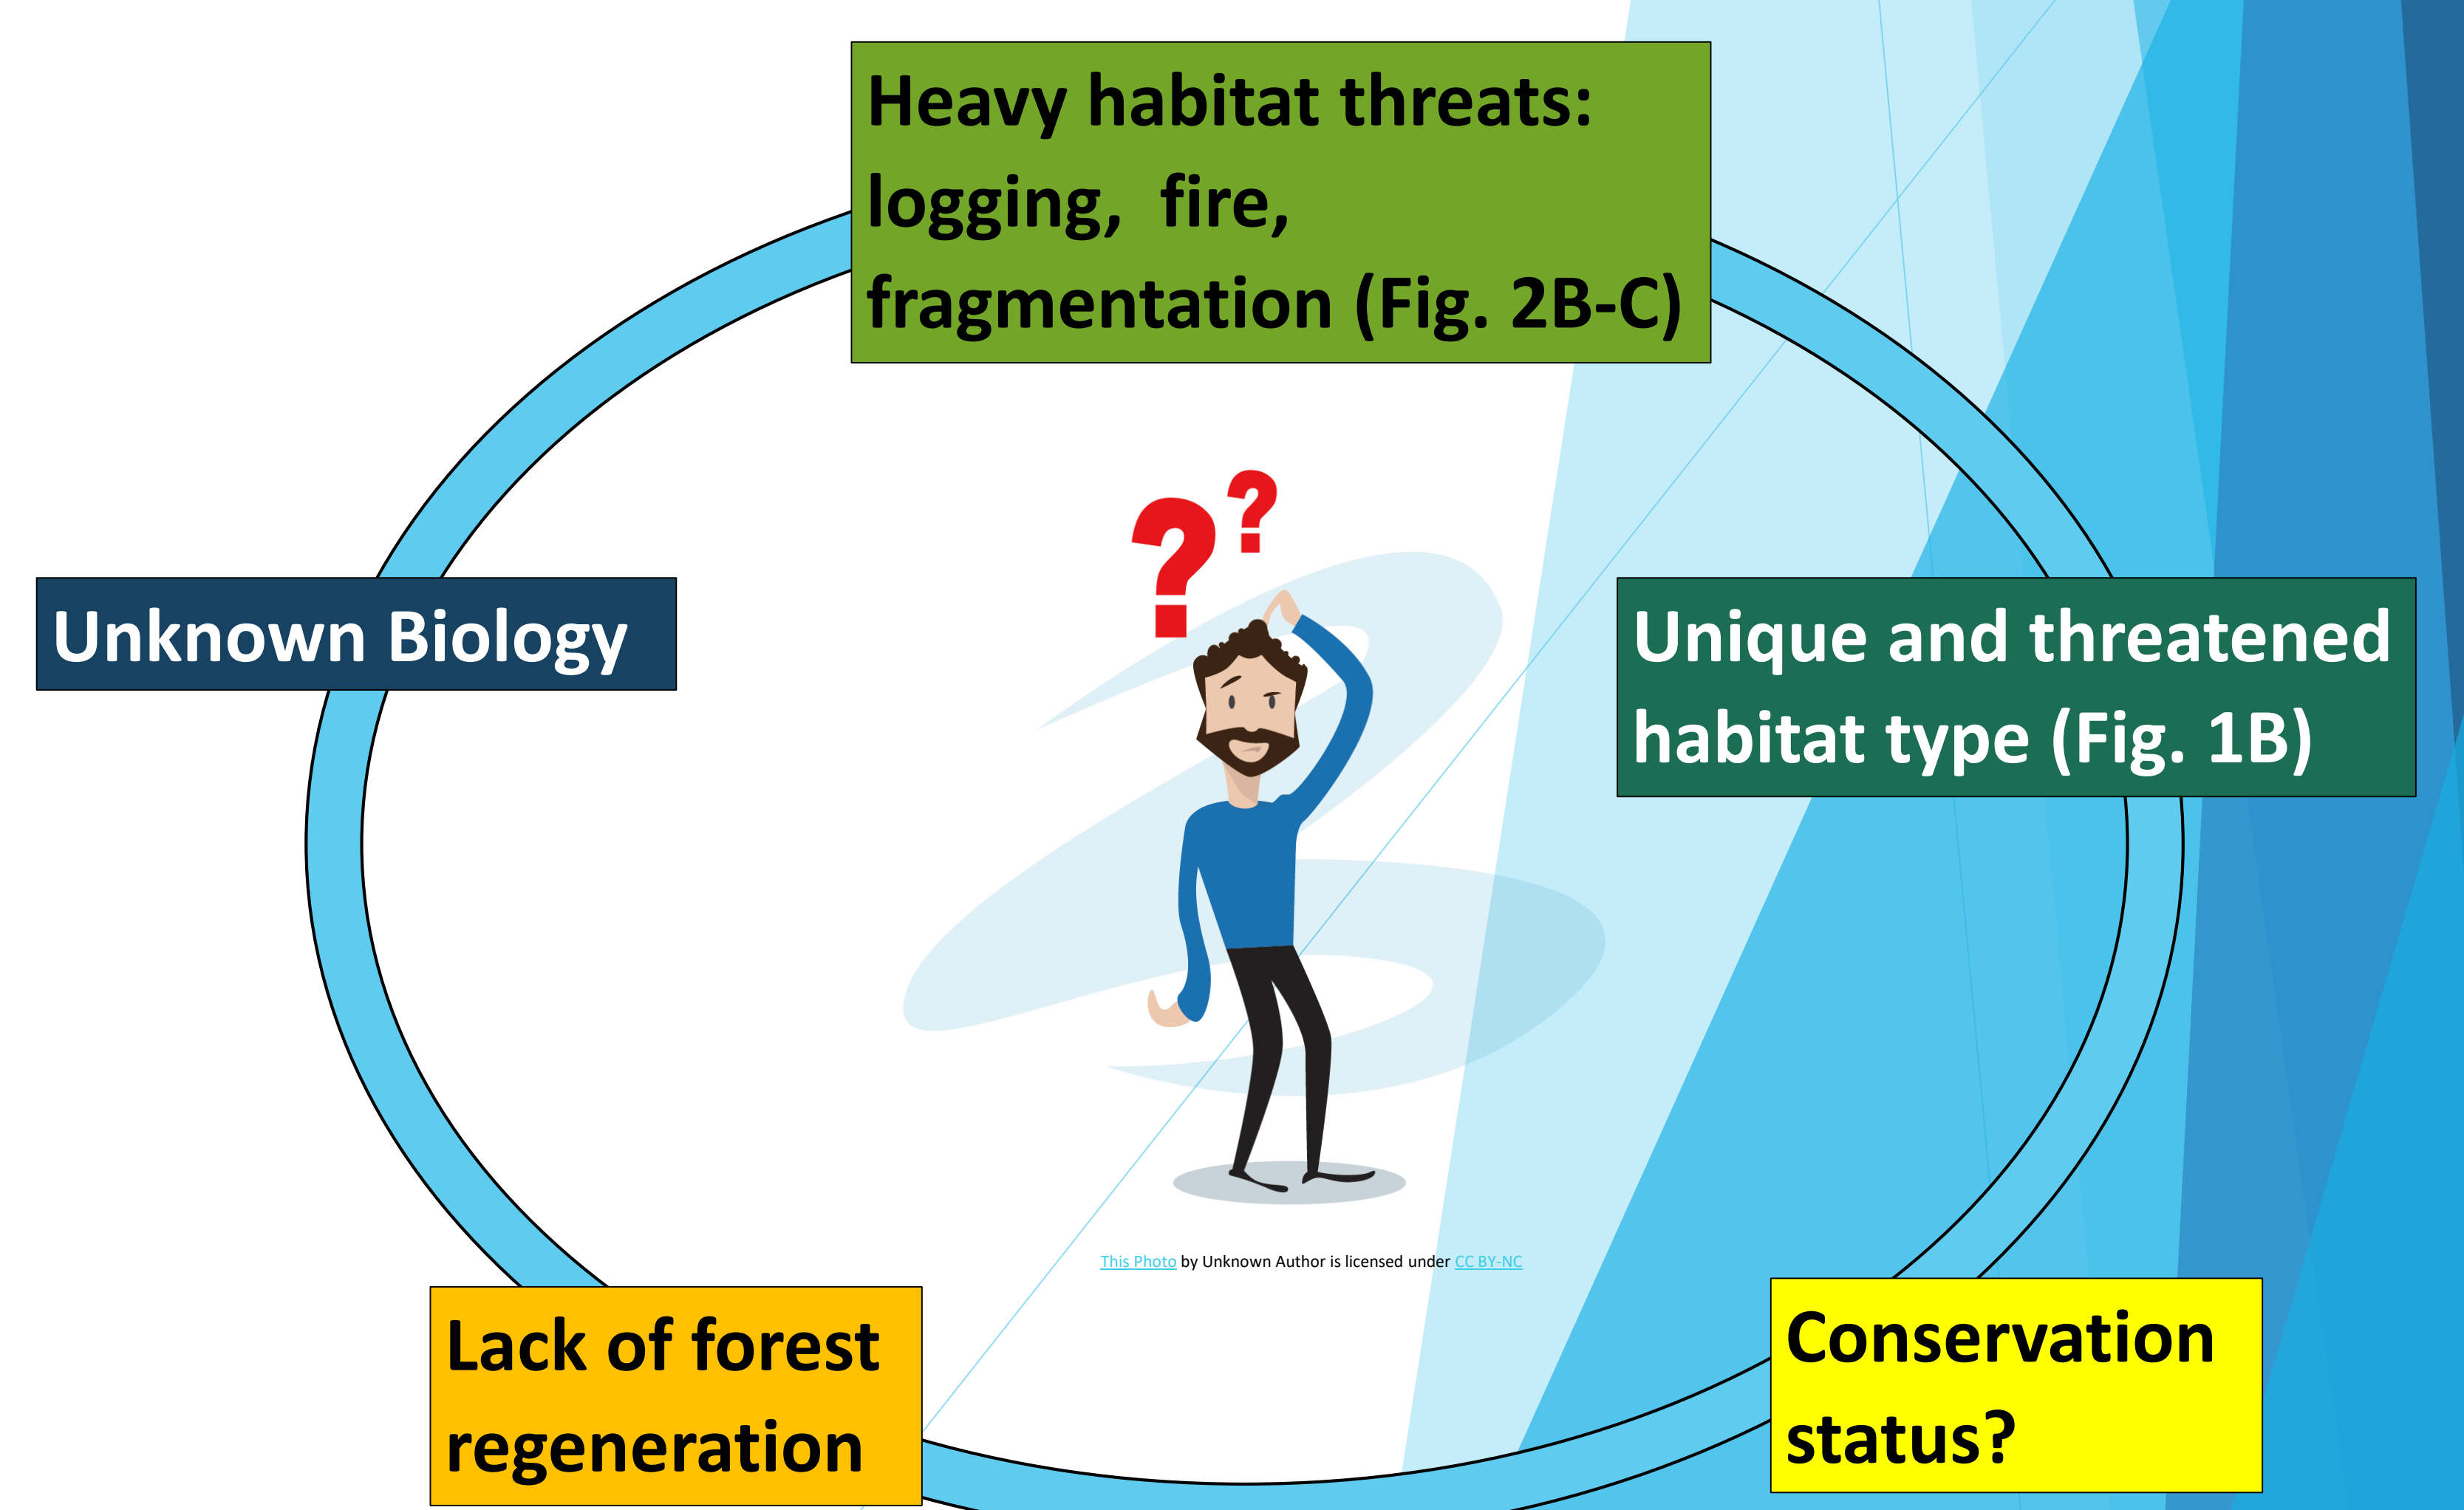 Heavy habitat threats:
logging, fire,
fragmentation (Fig. 2B-C)
Unknown Biology
Unique and threatened
habitat type (Fig. 1B)
??
This Photo by Unknown Author is licensed under CC BY-NC
Lack of forest
regeneration
Conservation
status?